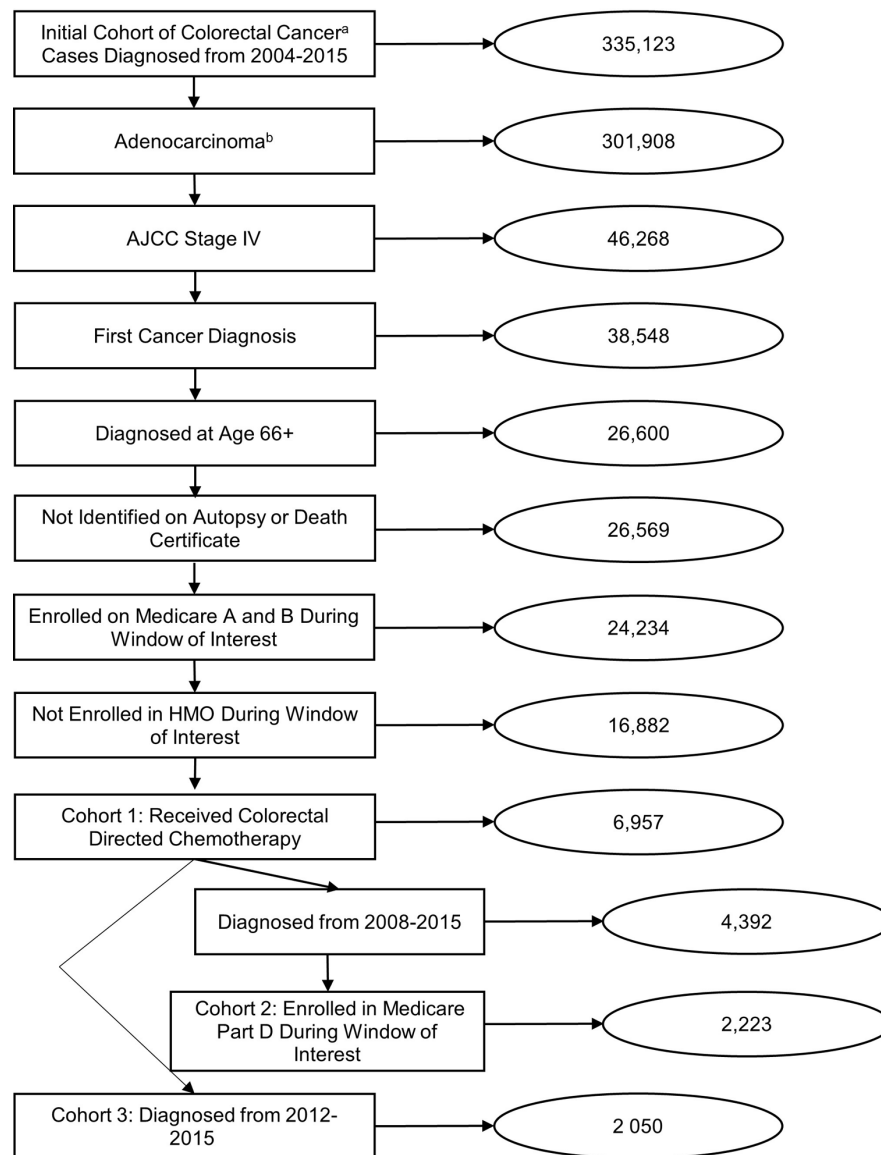 Initial Cohort of Colorectal Cancerᵃ
Cases Diagnosed from 2004-2015
335,123
Adenocarcinomaᵇ
301,908
AJCC Stage IV
46,268
First Cancer Diagnosis
38,548
Diagnosed at Age 66+
26,600
Not Identified on Autopsy or Death
Certificate
26,569
Enrolled on Medicare A and B During
Window of Interest
24,234
Not Enrolled in HMO During Window
of Interest
16,882
Cohort 1: Received Colorectal
Directed Chemotherapy
6,957
Diagnosed from 2008-2015
4,392
Cohort 2: Enrolled in Medicare
Part D During Window of
Interest
2,223
Cohort 3: Diagnosed from 2012-
2015
2 050